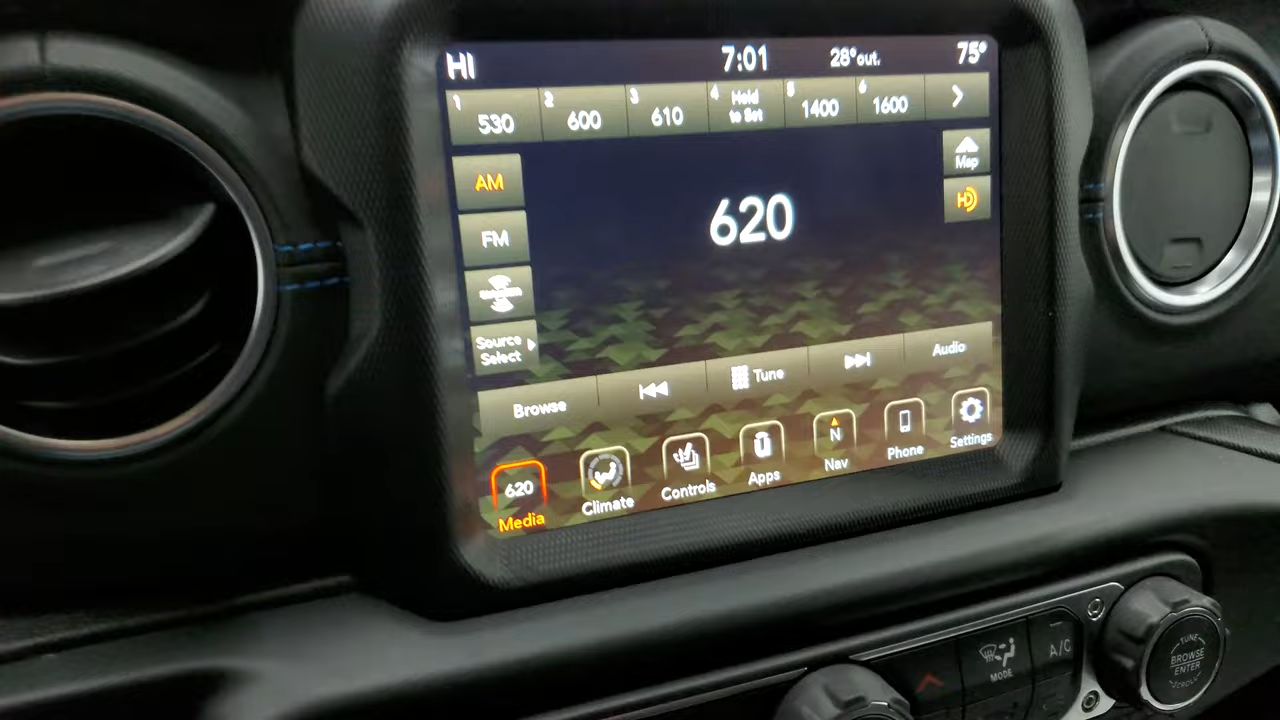 HI 7:01 28°out. 75°
1 530 2 600 3 610 4 Hold to Set 5 1400 6 1600
Map
AM
HD
620
FM
Source
Select
Browse Tune Audio
620 N
Media Climate Controls Apps Nav Phone Settings
MODE
A/C
TUNE
BROWSE
ENTER
SCROLL